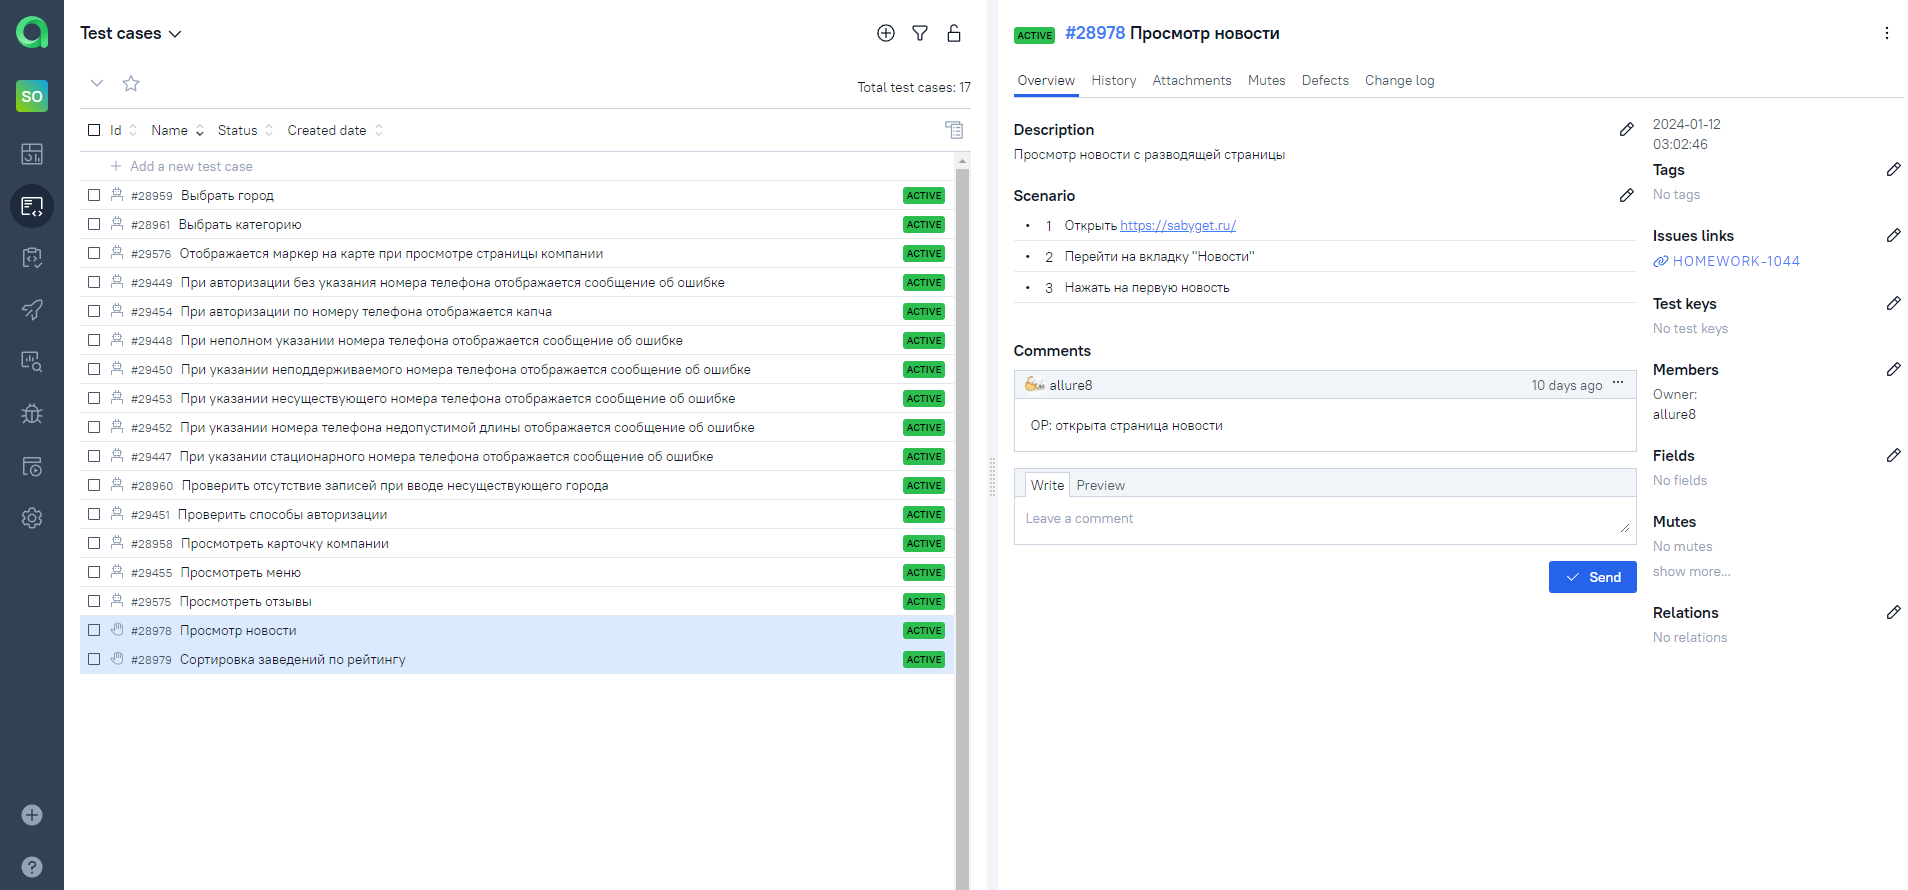 SO
Test cases
Total test cases: 17
Id Name Status Created date
Add a new test case
#28959 Выбрать город ACTIVE
#28961 Выбрать категорию ACTIVE
#29576 Отображается маркер на карте при просмотре страницы компании ACTIVE
#29449 При авторизации без указания номера телефона отображается сообщение об ошибке ACTIVE
#29454 При авторизации по номеру телефона отображается капча ACTIVE
#29448 При неполном указании номера телефона отображается сообщение об ошибке ACTIVE
#29450 При указании неподдерживаемого номера телефона отображается сообщение об ошибке ACTIVE
#29453 При указании несуществующего номера телефона отображается сообщение об ошибке ACTIVE
#29452 При указании номера телефона недопустимой длины отображается сообщение об ошибке ACTIVE
#29447 При указании стационарного номера телефона отображается сообщение об ошибке ACTIVE
#28960 Проверить отсутствие записей при вводе несуществующего города ACTIVE
#29451 Проверить способы авторизации ACTIVE
#28958 Просмотреть карточку компании ACTIVE
#29455 Просмотреть меню ACTIVE
#29575 Просмотреть отзывы ACTIVE
#28978 Просмотр новости ACTIVE
#28979 Сортировка заведений по рейтингу ACTIVE
ACTIVE #28978 Просмотр новости
Overview History Attachments Mutes Defects Change log
Description
Просмотр новости с разводящей страницы
Scenario
• 1 Открыть https://sabyget.ru/
• 2 Перейти на вкладку "Новости"
• 3 Нажать на первую новость
Comments
allure8 10 days ago ...
ОР: открыта страница новости
Write Preview
Leave a comment
Send
2024-01-12
03:02:46
Tags
No tags
Issues links
HOMEWORK-1044
Test keys
No test keys
Members
Owner:
allure8
Fields
No fields
Mutes
No mutes
show more...
Relations
No relations